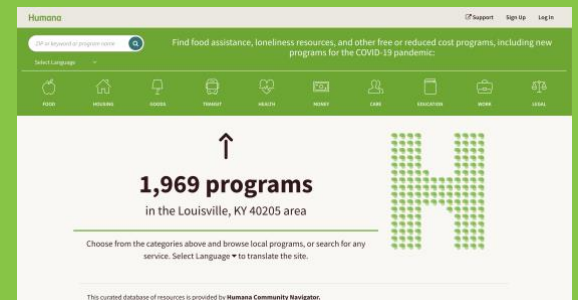 Humana
Support Sign Up Log In
ZIP or keyword or program name
Find food assistance, loneliness resources, and other free or reduced cost programs, including new
programs for the COVID-19 pandemic:
Select Language
FOOD HOUSING GOODS TRANSIT HEALTH MONEY CARE EDUCATION WORK LEGAL
1,969 programs
in the Louisville, KY 40205 area
Choose from the categories above and browse local programs, or search for any
service. Select Language ▾ to translate the site.
This curated database of resources is provided by Humana Community Navigator.